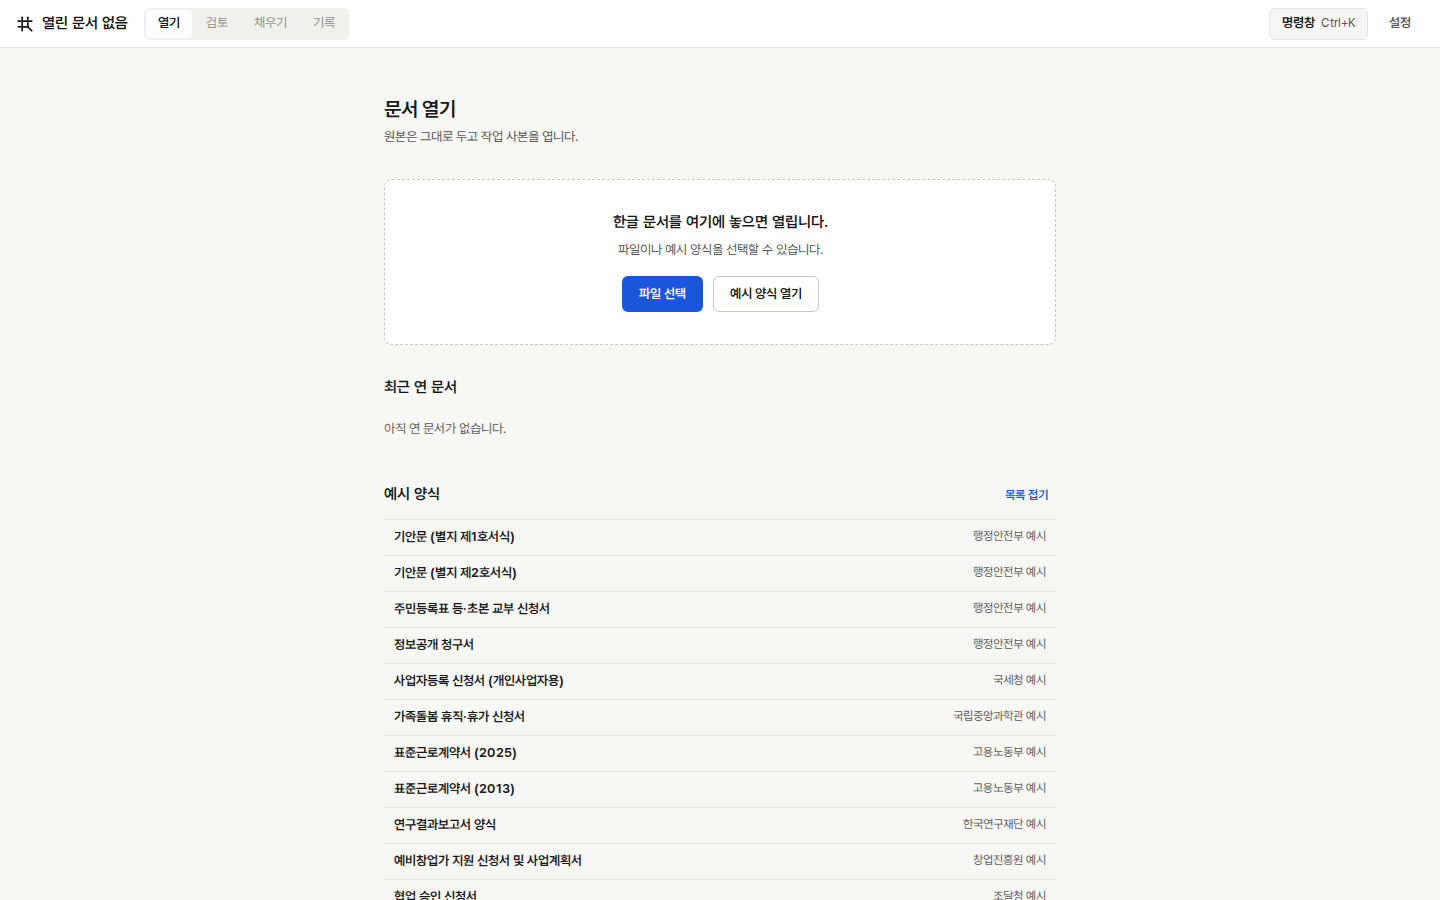 열린 문서 없음
열기
검토
채우기
기록
명령창 Ctrl+K
설정
문서 열기
원본은 그대로 두고 작업 사본을 엽니다.
한글 문서를 여기에 놓으면 열립니다.
파일이나 예시 양식을 선택할 수 있습니다.
파일 선택
예시 양식 열기
최근 연 문서
아직 연 문서가 없습니다.
예시 양식
목록 접기
기안문 (별지 제1호서식)
행정안전부 예시
기안문 (별지 제2호서식)
행정안전부 예시
주민등록표 등·초본 교부 신청서
행정안전부 예시
정보공개 청구서
행정안전부 예시
사업자등록 신청서 (개인사업자용)
국세청 예시
가족돌봄 휴직·휴가 신청서
국립중앙과학관 예시
표준근로계약서 (2025)
고용노동부 예시
표준근로계약서 (2013)
고용노동부 예시
연구결과보고서 양식
한국연구재단 예시
예비창업가 지원 신청서 및 사업계획서
창업진흥원 예시
협업 승인 신청서
조달청 예시